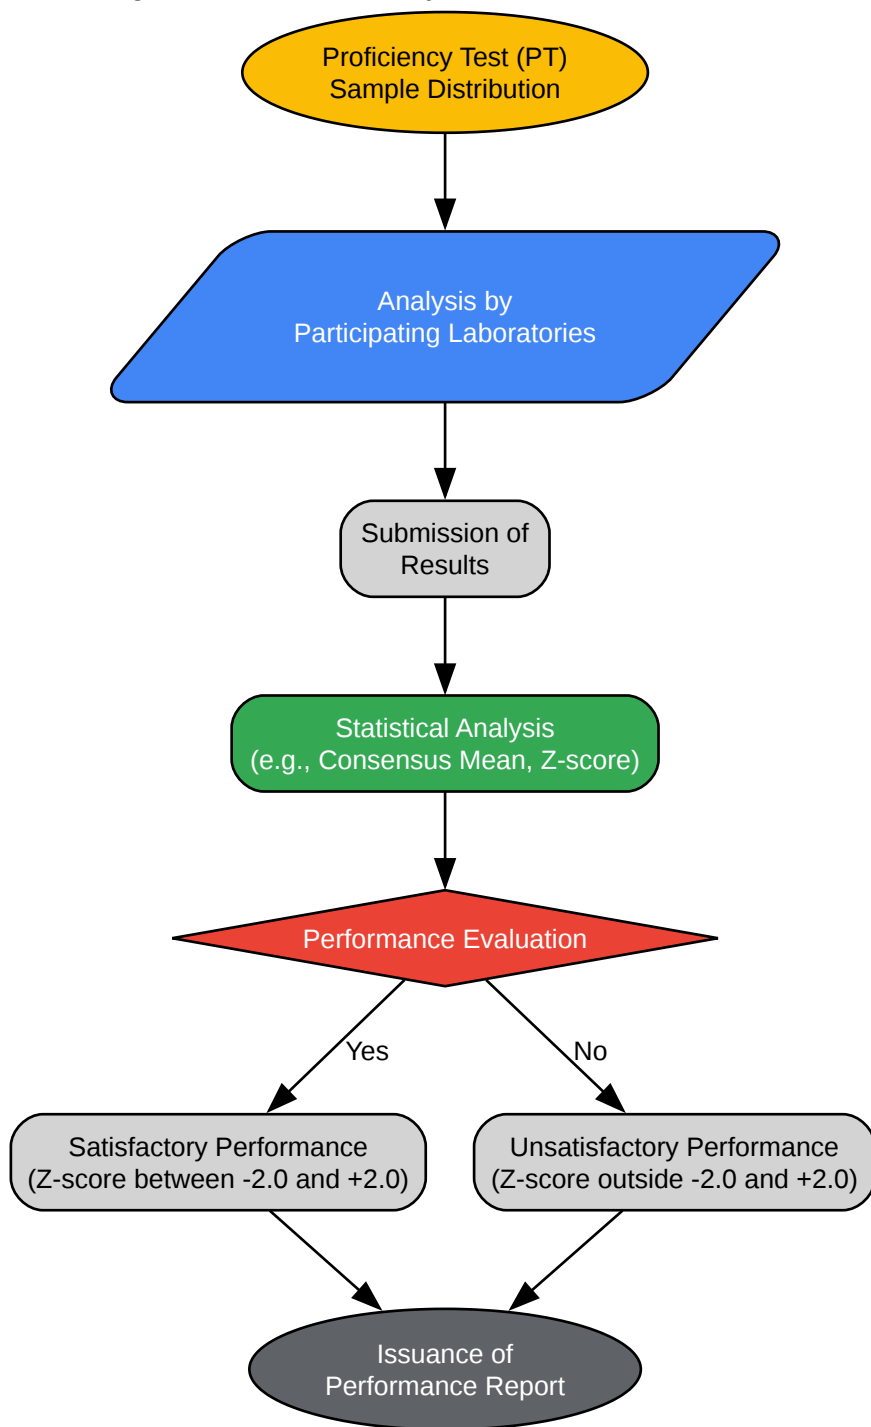 Proficiency Test (PT)
Sample Distribution
Analysis by
Participating Laboratories
Submission of
Results
Statistical Analysis
(e.g., Consensus Mean, Z-score)
Performance Evaluation
Yes
No
Satisfactory Performance
(Z-score between -2.0 and +2.0)
Unsatisfactory Performance
(Z-score outside -2.0 and +2.0)
Issuance of
Performance Report